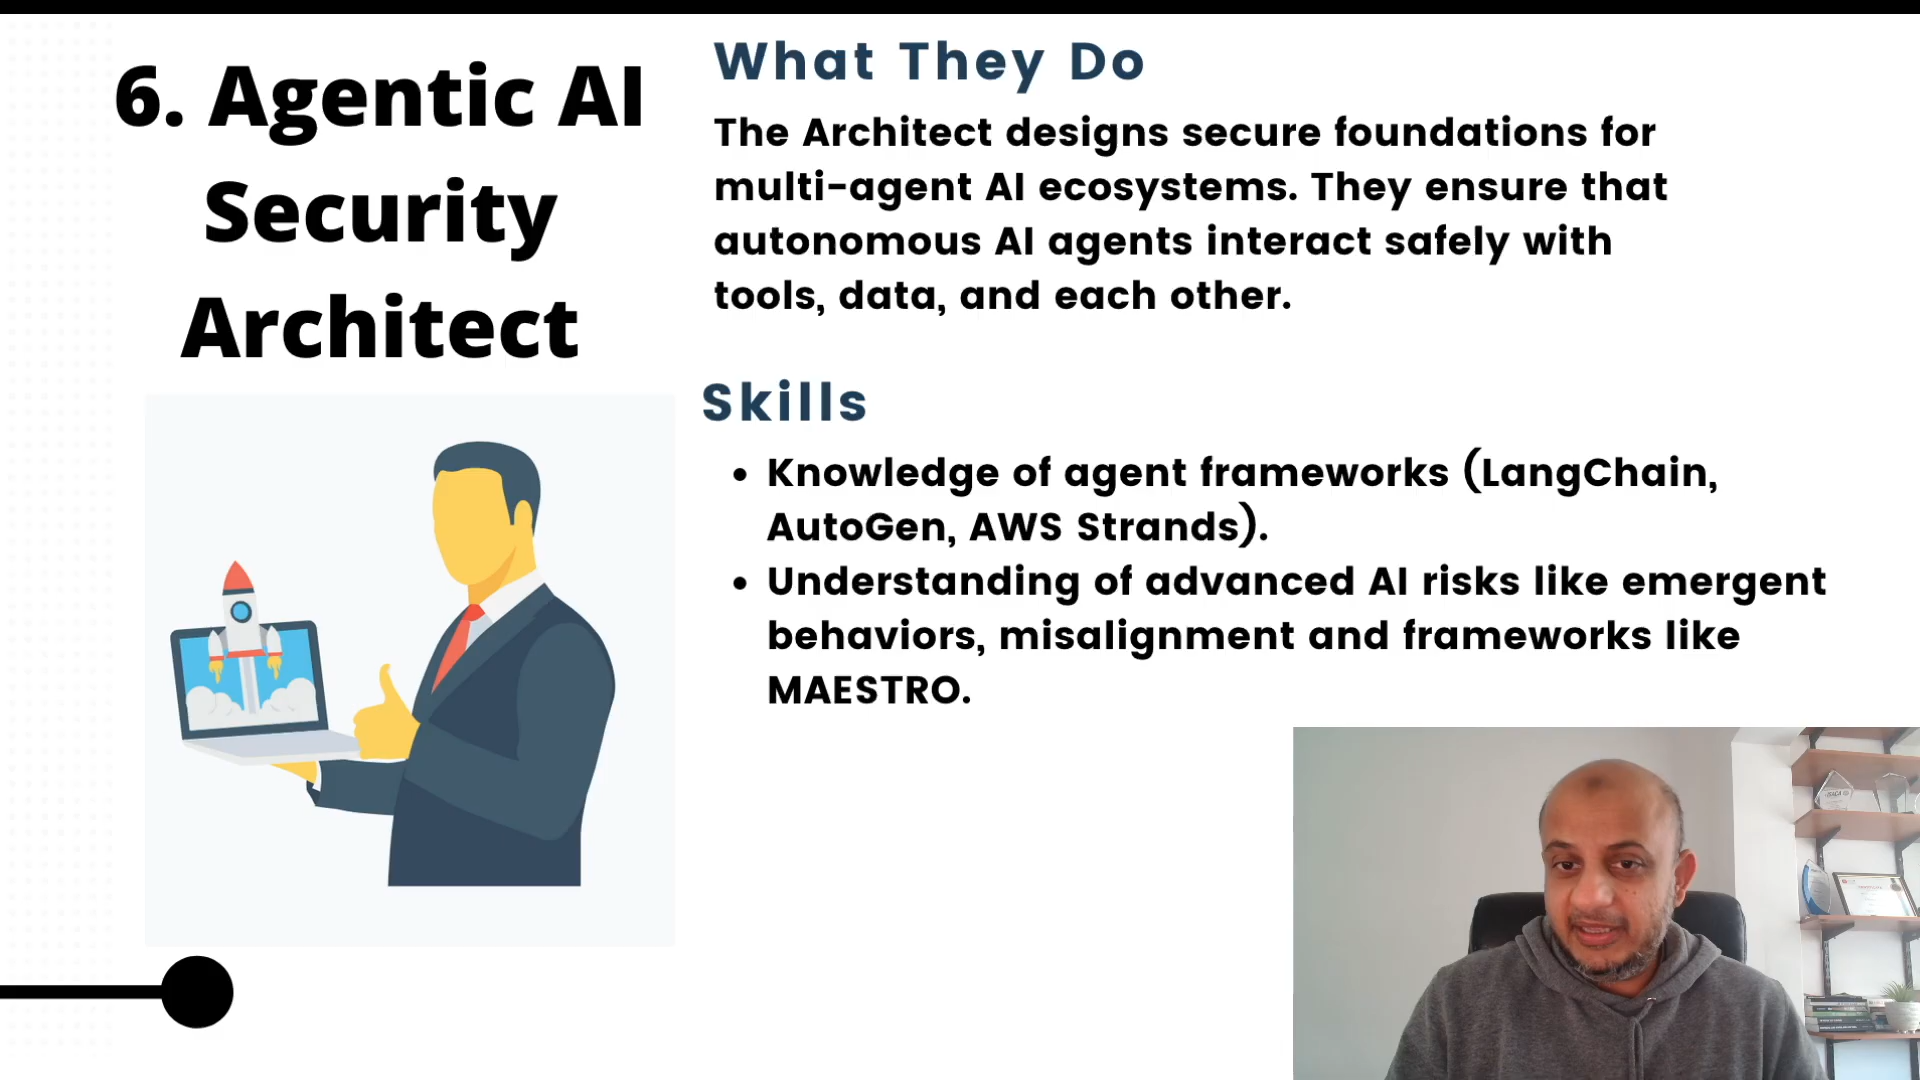 6. Agentic AI
Security
Architect
What They Do
The Architect designs secure foundations for
multi-agent AI ecosystems. They ensure that
autonomous AI agents interact safely with
tools, data, and each other.
Skills
• Knowledge of agent frameworks (LangChain,
AutoGen, AWS Strands).
• Understanding of advanced AI risks like emergent
behaviors, misalignment and frameworks like
MAESTRO.